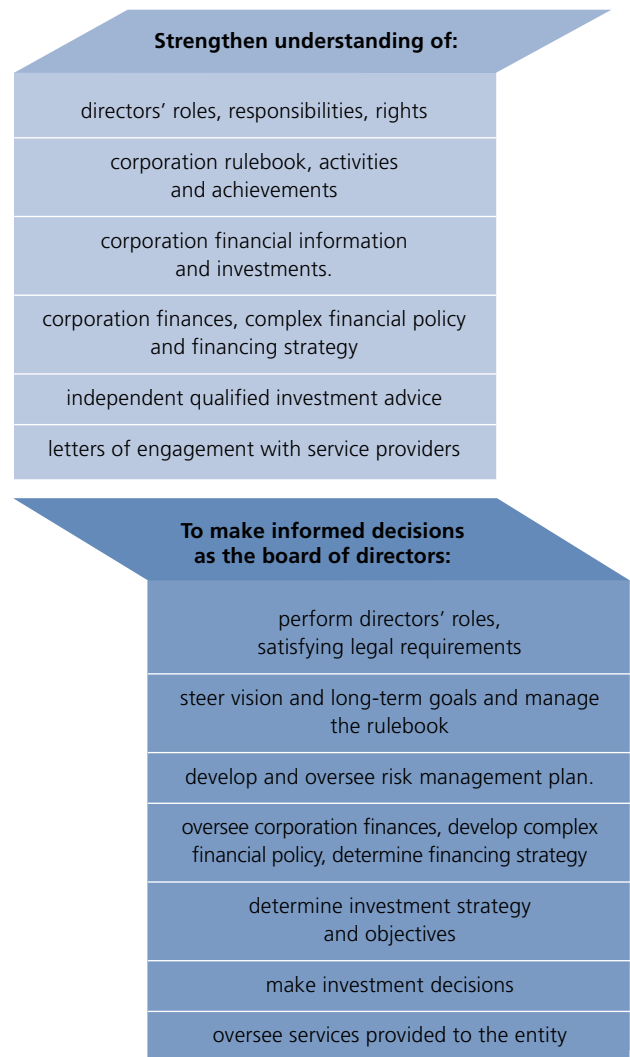 Strengthen understanding of:
directors’ roles, responsibilities, rights
corporation rulebook, activities
and achievements
corporation financial information
and investments.
corporation finances, complex financial policy
and financing strategy
independent qualified investment advice
letters of engagement with service providers
To make informed decisions
as the board of directors:
perform directors’ roles,
satisfying legal requirements
steer vision and long-term goals and manage
the rulebook
develop and oversee risk management plan.
oversee corporation finances, develop complex
financial policy, determine financing strategy
determine investment strategy
and objectives
make investment decisions
oversee services provided to the entity